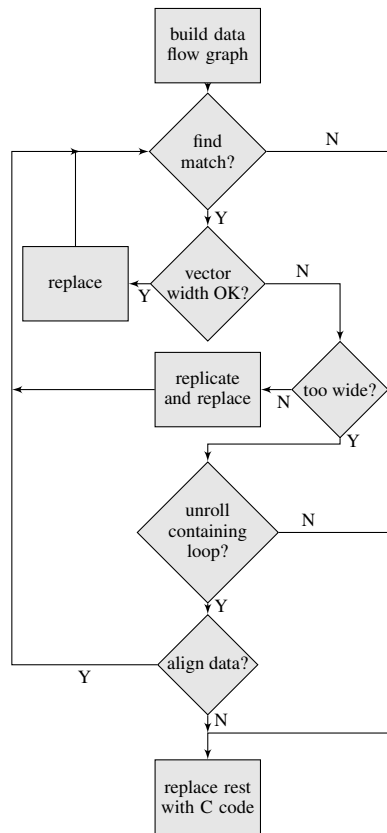 build data
flow graph
find
match?
N
Y
replace
Y
vector
width OK?
N
replicate
and replace
N
too wide?
Y
unroll
containing
loop?
N
Y
align data?
Y
N
replace rest
with C code